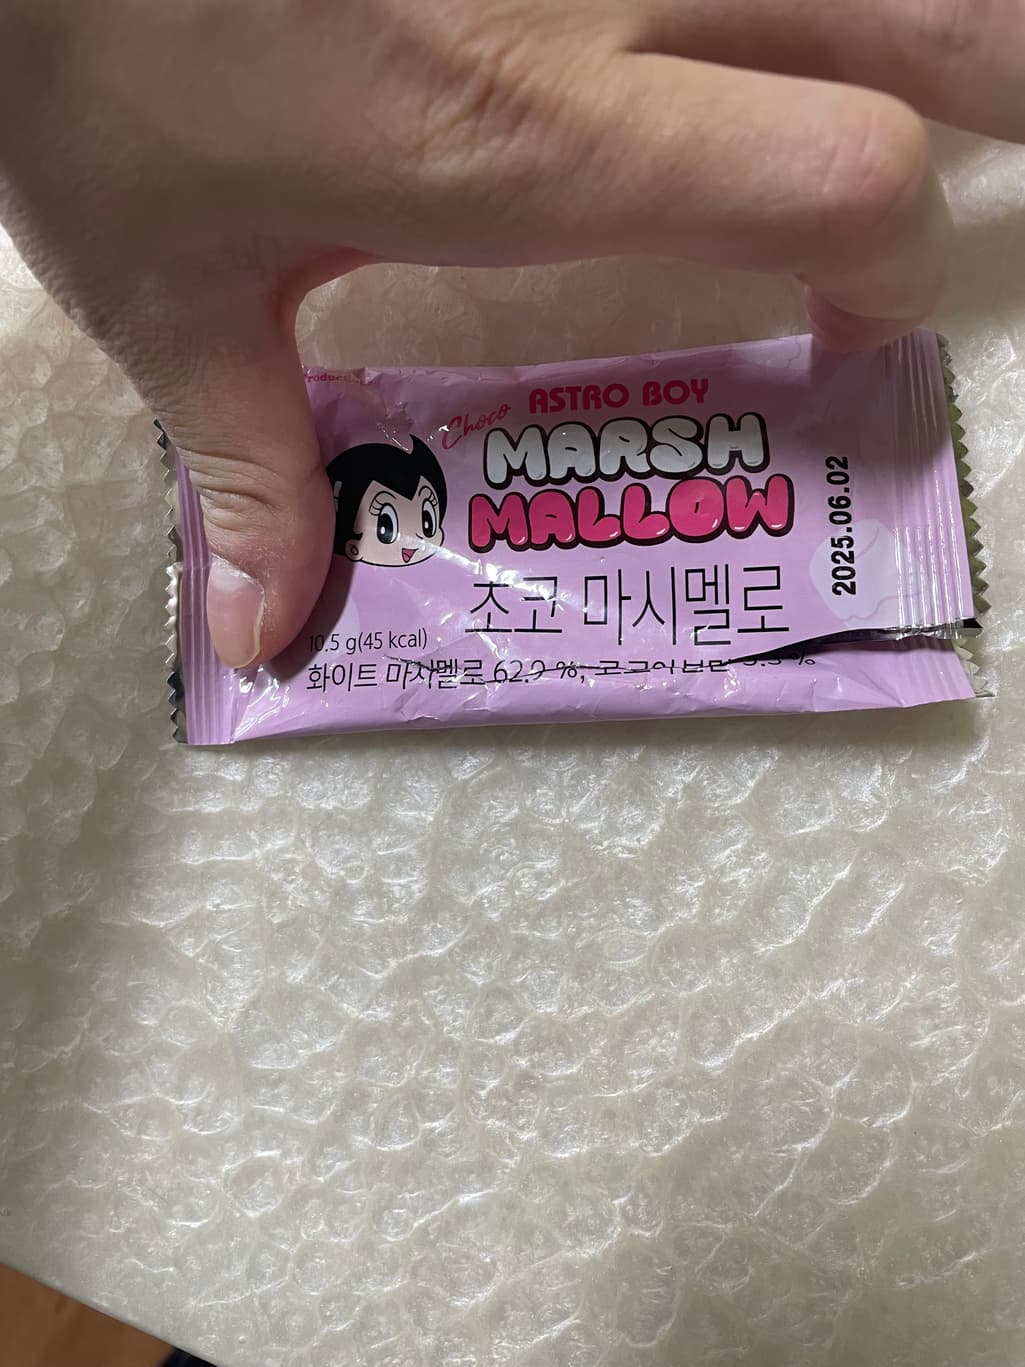 Choco ASTRO BOY
MARSH
MALLOW
초코 마시멜로
2025.06.02
10.5 g(45 kcal)
화이트 마시멜로 62.9 %,